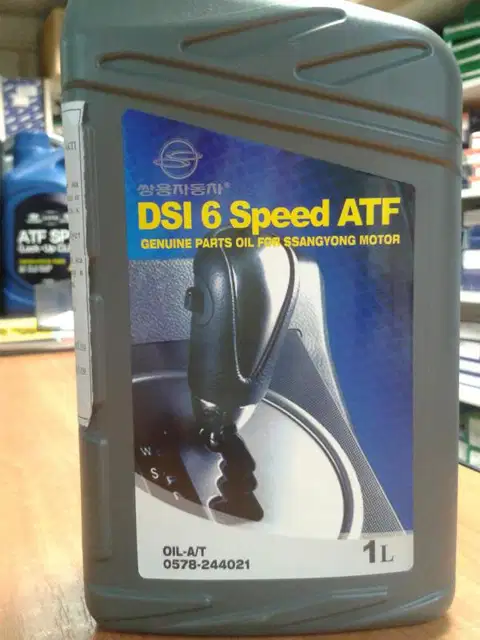 쌍용자동차®
DSI 6 Speed ATF
GENUINE PARTS OIL FOR SSANGYONG MOTOR
W
S
OIL-A/T
0578-244021
1L
ATF SP